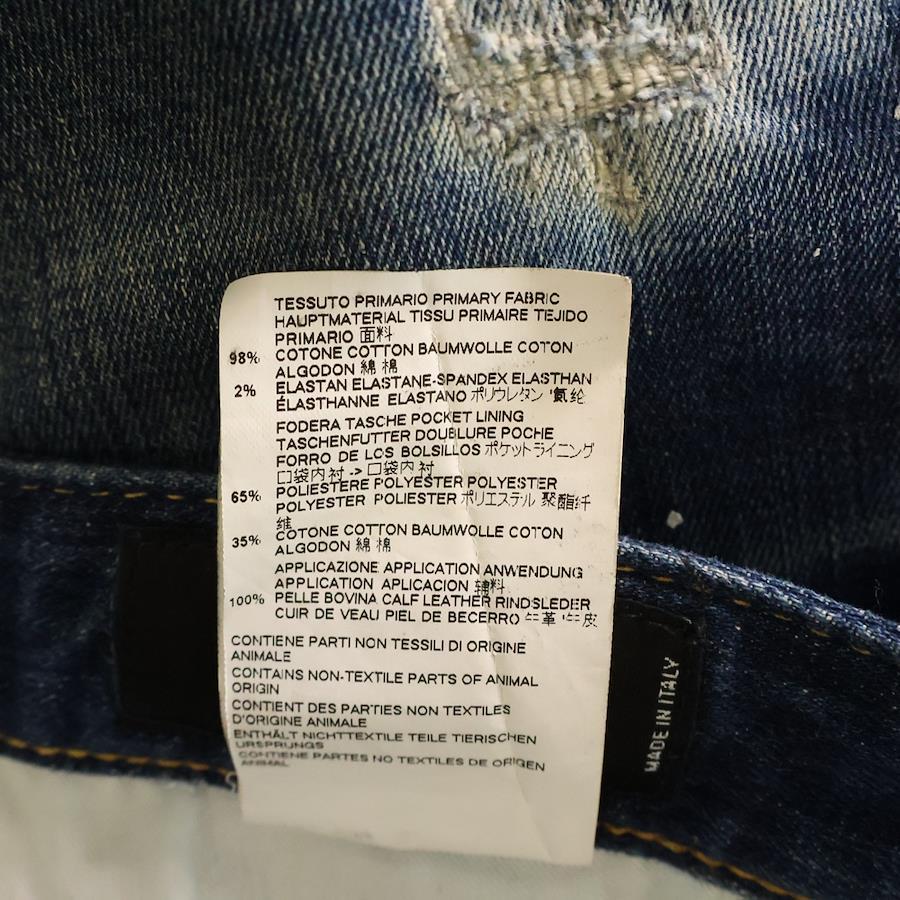 TESSUTO PRIMARIO PRIMARY FABRIC
HAUPTMATERIAL TISSU PRIMAIRE TEJIDO
PRIMARIO 面料
98% COTONE COTTON BAUMWOLLE COTON
ALGODON 綿 棉
2% ELASTAN ELASTANE-SPANDEX ELASTHAN
ÉLASTHANNE ELASTANO ポリウレタン '氨纶
FODERA TASCHE POCKET LINING
TASCHENFUTTER DOUBLURE POCHE
FORRO DE LOS BOLSILLOS ポケットライニング
口袋内衬 -> 口袋内衬
65% POLIESTERE POLYESTER POLYESTER
POLYESTER POLIESTER ポリエステル 聚酯纤
维
35% COTONE COTTON BAUMWOLLE COTON
ALGODON 綿 棉
APPLICAZIONE APPLICATION ANWENDUNG
APPLICATION APLICACION 辅料
100% PELLE BOVINA CALF LEATHER RINDSLEDER
CUIR DE VEAU PIEL DE BECERRO 牛革 '牛皮
CONTIENE PARTI NON TESSILI DI ORIGINE
ANIMALE
CONTAINS NON-TEXTILE PARTS OF ANIMAL
ORIGIN
CONTIENT DES PARTIES NON TEXTILES
D'ORIGINE ANIMALE
ENTHÄLT NICHTTEXTILE TEILE TIERISCHEN
URSPRUNGS
CONTIENE PARTES NO TEXTILES DE ORIGEN
ANIMAL
MADE IN ITALY